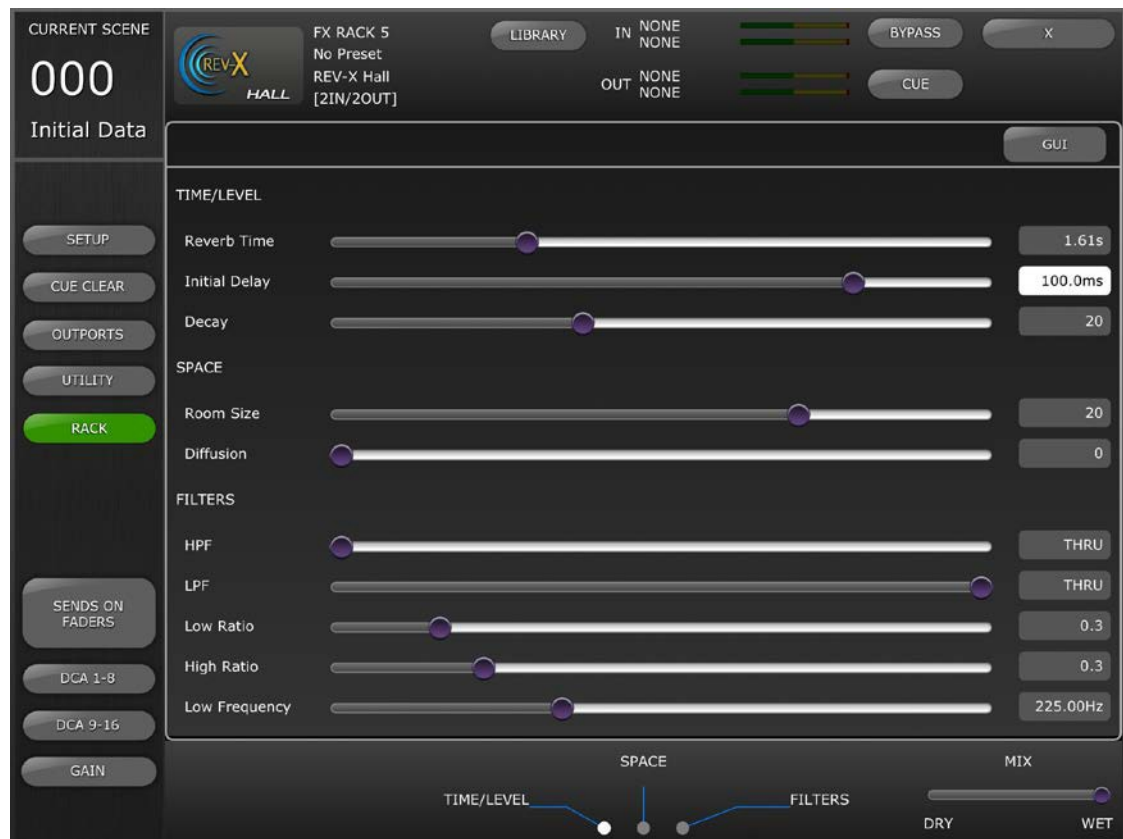 CURRENT SCENE
000
Initial Data
SETUP
CUE CLEAR
OUTPORTS
UTILITY
RACK
SENDS ON
FADERS
DCA 1-8
DCA 9-16
GAIN
REV-X
HALL
FX RACK 5
No Preset
REV-X Hall
[2IN/2OUT]
LIBRARY
IN NONE
NONE
OUT NONE
NONE
BYPASS
CUE
X
GUI
TIME/LEVEL
Reverb Time 1.61s
Initial Delay 100.0ms
Decay 20
SPACE
Room Size 20
Diffusion 0
FILTERS
HPF THRU
LPF THRU
Low Ratio 0.3
High Ratio 0.3
Low Frequency 225.00Hz
SPACE
TIME/LEVEL
FILTERS
MIX
DRY WET